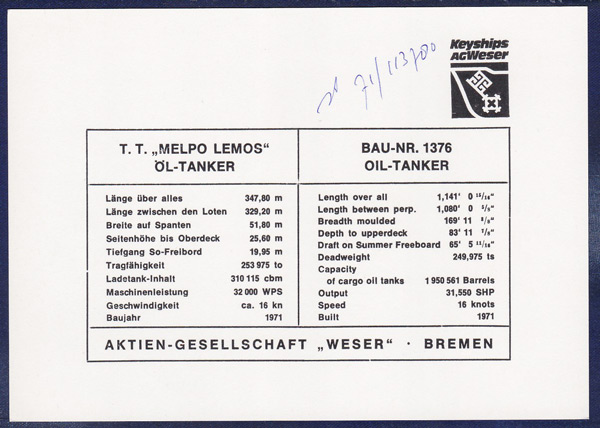 71/113700
Keyships
AG Weser
T. T. „MELPO LEMOS“
ÖL-TANKER
Länge über alles 347,80 m
Länge zwischen den Loten 329,20 m
Breite auf Spanten 51,80 m
Seitenhöhe bis Oberdeck 25,60 m
Tiefgang So-Freibord 19,95 m
Tragfähigkeit 253 975 to
Ladetank-Inhalt 310 115 cbm
Maschinenleistung 32 000 WPS
Geschwindigkeit ca. 16 kn
Baujahr 1971
BAU-NR. 1376
OIL-TANKER
Length over all 1,141' 0 15/16"
Length between perp. 1,080' 0 5/8"
Breadth moulded 169' 11 3/8"
Depth to upperdeck 83' 11 7/8"
Draft on Summer Freeboard 65' 5 13/16"
Deadweight 249,975 ts
Capacity
of cargo oil tanks 1 950 561 Barrels
Output 31,550 SHP
Speed 16 knots
Built 1971
AKTIEN-GESELLSCHAFT „WESER“ · BREMEN